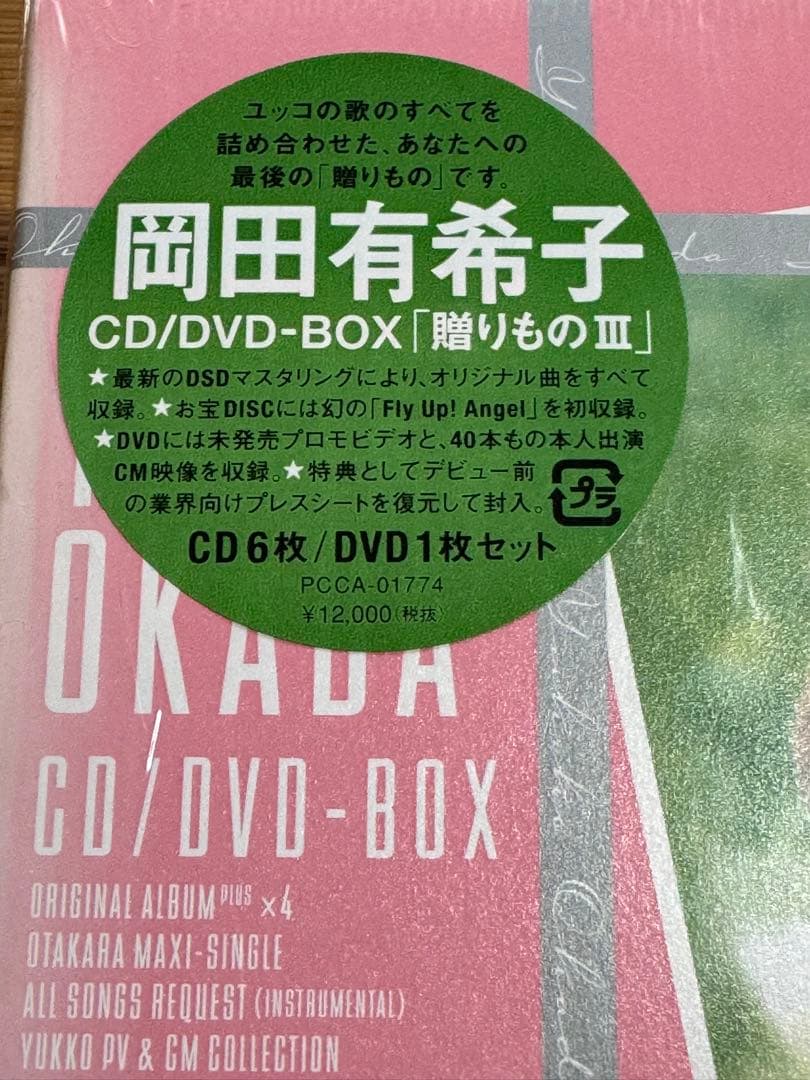 ユッコの歌のすべてを
詰め合わせた、あなたへの
最後の「贈りもの」です。
岡田有希子
CD/DVD-BOX「贈りものⅢ」
★最新のDSDマスタリングにより、オリジナル曲をすべて
収録。★お宝DISCには幻の「Fly Up! Angel」を初収録。
★DVDには未発売プロモビデオと、40本もの本人出演
CM映像を収録。★特典としてデビュー前
の業界向けプレスシートを復元して封入。
プラ
CD6枚/DVD1枚セット
PCCA-01774
¥12,000(税抜)
OKADA
CD/DVD-BOX
ORIGINAL ALBUM PLUS ×4
OTAKARA MAXI-SINGLE
ALL SONGS REQUEST (INSTRUMENTAL)
YUKKO PV & CM COLLECTION